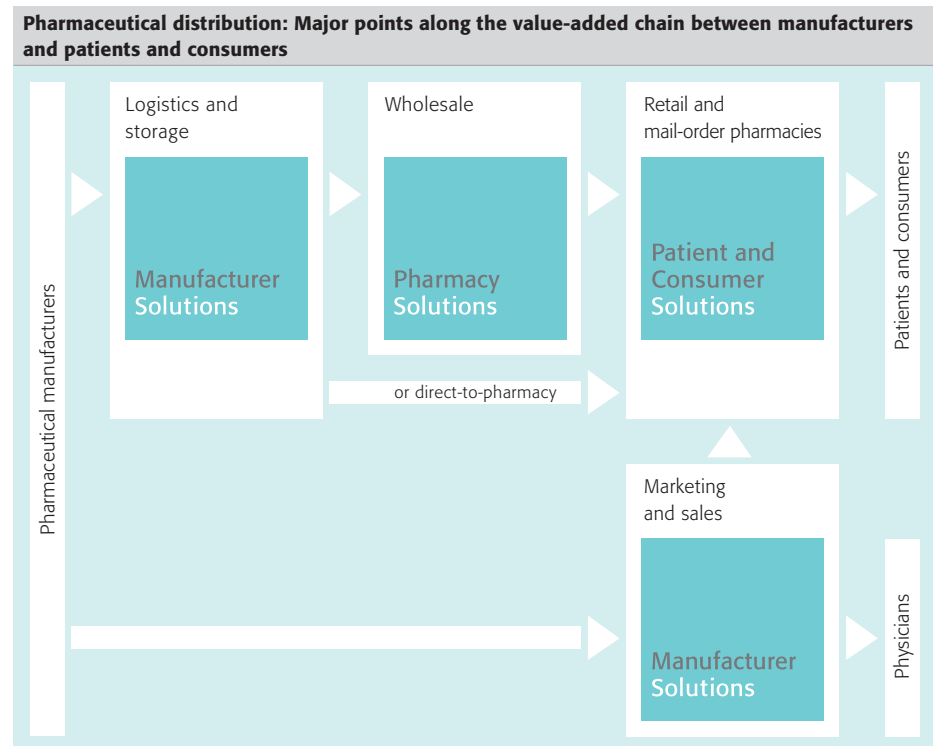 Pharmaceutical distribution: Major points along the value-added chain between manufacturers
and patients and consumers
Pharmaceutical manufacturers
Logistics and
storage
Manufacturer
Solutions
Wholesale
Pharmacy
Solutions
or direct-to-pharmacy
Retail and
mail-order pharmacies
Patient and
Consumer
Solutions
Patients and consumers
Marketing
and sales
Manufacturer
Solutions
Physicians